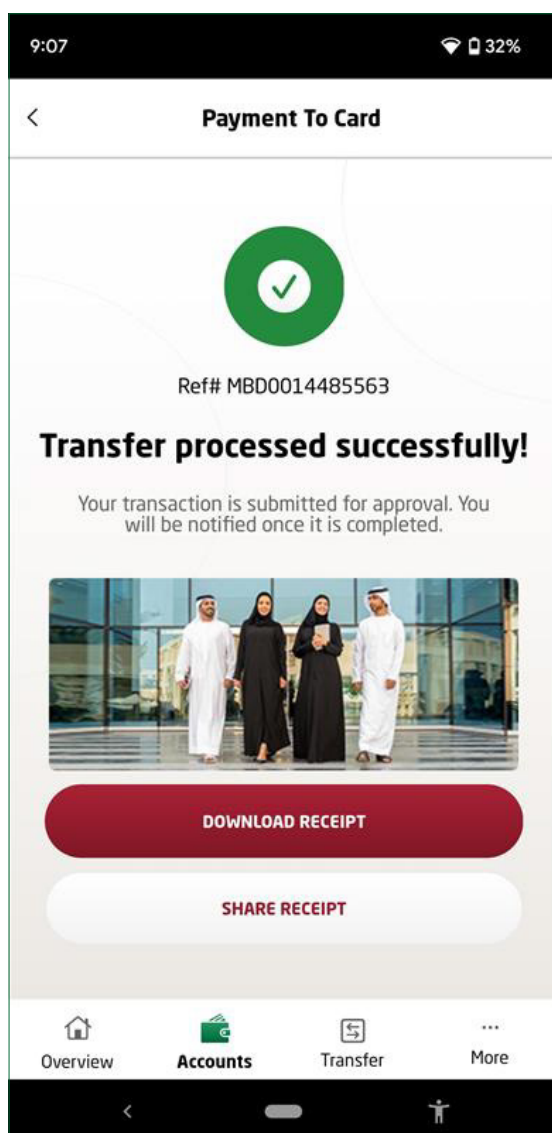 9:07 32%
Payment To Card
Ref# MBD0014485563
Transfer processed successfully!
Your transaction is submitted for approval. You
will be notified once it is completed.
DOWNLOAD RECEIPT
SHARE RECEIPT
Overview Accounts Transfer More